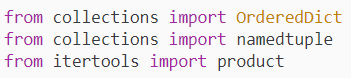 from collections import OrderedDict
from collections import namedtuple
from itertools import product